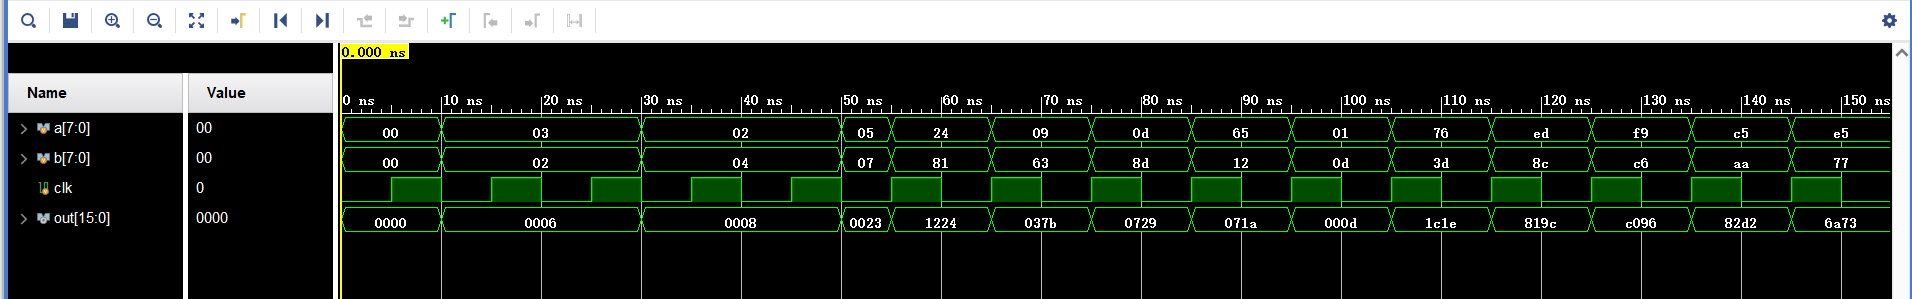 0.000 ns
Name Value
0 ns 10 ns 20 ns 30 ns 40 ns 50 ns 60 ns 70 ns 80 ns 90 ns 100 ns 110 ns 120 ns 130 ns 140 ns 150 ns
a[7:0] 00 00 03 02 05 24 09 0d 65 01 76 ed f9 c5 e5
b[7:0] 00 00 02 04 07 81 63 8d 12 0d 3d 8c c6 aa 77
clk 0
out[15:0] 0000 0000 0006 0008 0023 1224 037b 0729 071a 000d 1c1e 819c c096 82d2 6a73